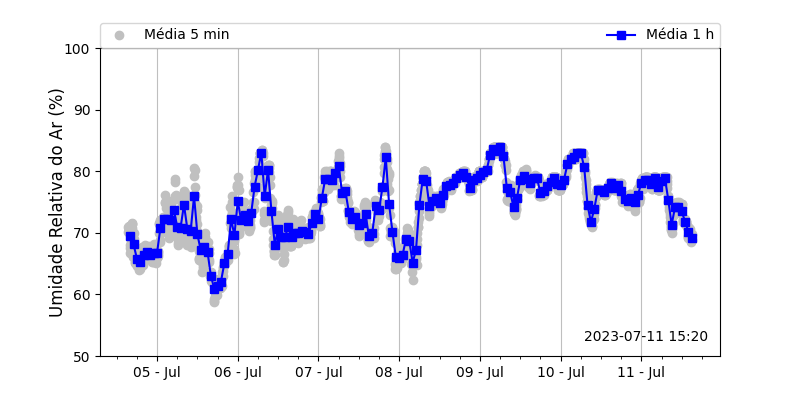 Média 5 min
Média 1 h
Umidade Relativa do Ar (%)
100
90
80
70
60
50
2023-07-11 15:20
05 - Jul
06 - Jul
07 - Jul
08 - Jul
09 - Jul
10 - Jul
11 - Jul